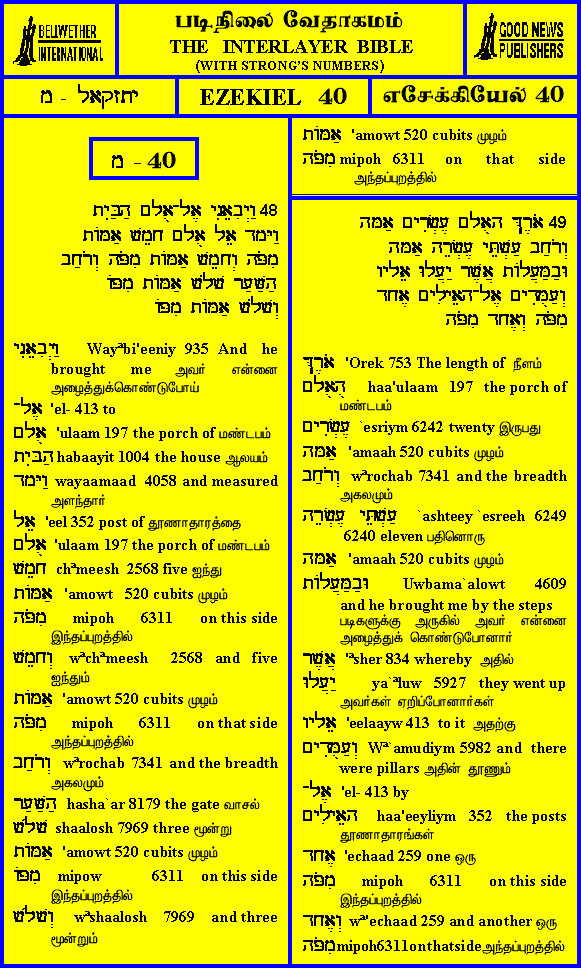 BELLWETHER
INTERNATIONAL
படிநிலை வேதாகமம்
THE INTERLAYER BIBLE
(WITH STRONG'S NUMBERS)
GOOD NEWS
PUBLISHERS
יחזקאל - מ
EZEKIEL 40
எசேக்கியேல் 40
מ - 40
48 וַיְבִאֵנִי אֶל־אֻלָם הַבַּיִת
וַיָּמָד אֵל אֻלָם חָמֵשׁ אַמּוֹת
מִפֹּה וְחָמֵשׁ אַמּוֹת מִפֹּה וְרֹחַב
הַשַּׁעַר שָׁלֹשׁ אַמּוֹת מִפּוֹ
וְשָׁלֹשׁ אַמּוֹת מִפּוֹ
וַיְבִאֵנִי Wayªbi'eeniy 935 And he
brought me அவர் என்னை
அழைத்துக்கொண்டுபோய்
אֶל־ 'el- 413 to
אֻלָם 'ulaam 197 the porch of மண்டபம்
הַבַּיִת habaayit 1004 the house ஆலயம்
וַיָּמָד wayaamaad 4058 and measured
அளந்தார்
אֵל 'eel 352 post of தூணாதாரத்தை
אֻלָם 'ulaam 197 the porch of மண்டபம்
חָמֵשׁ chªmeesh 2568 five ஐந்து
אַמּוֹת 'amowt 520 cubits முழம்
מִפֹּה mipoh 6311 on this side
இந்தப்புறத்தில்
וְחָמֵשׁ wªchªmeesh 2568 and five
ஐந்தும்
אַמּוֹת 'amowt 520 cubits முழம்
מִפֹּה mipoh 6311 on that side
அந்தப்புறத்தில்
וְרֹחַב wªrochab 7341 and the breadth
அகலமும்
הַשַּׁעַר hasha`ar 8179 the gate வாசல்
שָׁלֹשׁ shaalosh 7969 three மூன்று
אַמּוֹת 'amowt 520 cubits முழம்
מִפּוֹ mipow 6311 on this side
இந்தப்புறத்தில்
וְשָׁלֹשׁ wªshaalosh 7969 and three
மூன்றும்
אַמּוֹת 'amowt 520 cubits முழம்
מִפֹּה mipoh 6311 on that side
அந்தப்புறத்தில்
49 אֹרֶךְ הָאֻלָם עֶשְׂרִים אַמָּה
וְרֹחַב עַשְׁתֵּי עֶשְׂרֵה אַמָּה
וּבַמַּעֲלוֹת אֲשֶׁר יַעֲלוּ אֵלָיו
וְעַמֻּדִים אֶל־הָאֵילִים אֶחָד
מִפֹּה וְאֶחָד מִפֹּה
אֹרֶךְ 'Orek 753 The length of நீளம்
הָאֻלָם haa'ulaam 197 the porch of
மண்டபம்
עֶשְׂרִים `esriym 6242 twenty இருபது
אַמָּה 'amaah 520 cubits முழம்
וְרֹחַב wªrochab 7341 and the breadth
அகலமும்
עַשְׁתֵּי עֶשְׂרֵה `ashteey `esreeh 6249
6240 eleven பதினொரு
אַמָּה 'amaah 520 cubits முழம்
וּבַמַּעֲלוֹת Uwbama`alowt 4609
and he brought me by the steps
படிகளுக்கு அருகில் அவர் என்னை
அழைத்துக் கொண்டுபோனார்
אֲשֶׁר 'ªsher 834 whereby அதில்
יַעֲלוּ ya`ªluw 5927 they went up
அவர்கள் ஏறிப்போனார்கள்
אֵלָיו 'eelaayw 413 to it அதற்கு
וְעַמֻּדִים Wª`amudiym 5982 and there
were pillars அதின் தூணும்
אֶל־ 'el- 413 by
הָאֵילִים haa'eeyliym 352 the posts
தூணாதாரங்கள்
אֶחָד 'echaad 259 one ஒரு
מִפֹּה mipoh 6311 on this side
இந்தப்புறத்தில்
וְאֶחָד wª'echaad 259 and another ஒரு
מִפֹּה mipoh6311onthatside அந்தப்புறத்தில்